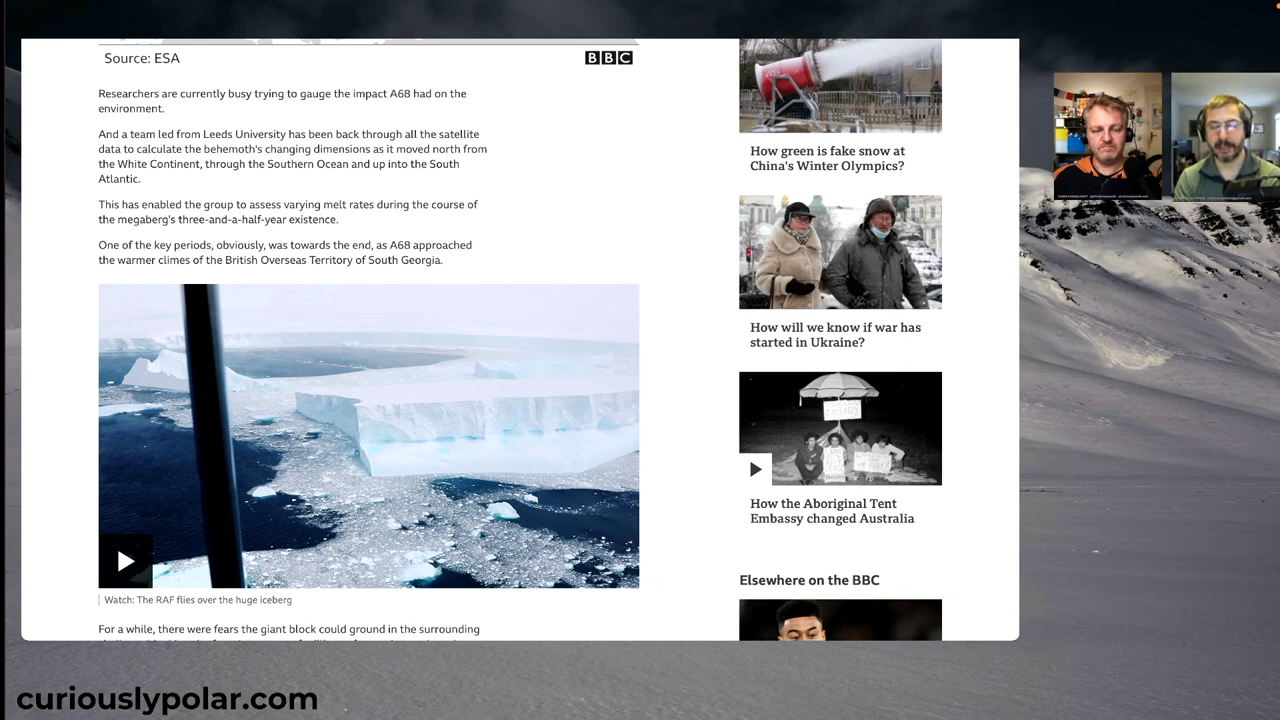 Source: ESA
BBC
Researchers are currently busy trying to gauge the impact A68 had on the
environment.
And a team led from Leeds University has been back through all the satellite
data to calculate the behemoth's changing dimensions as it moved north from
the White Continent, through the Southern Ocean and up into the South
Atlantic.
This has enabled the group to assess varying melt rates during the course of
the megaberg's three-and-a-half-year existence.
One of the key periods, obviously, was towards the end, as A68 approached
the warmer climes of the British Overseas Territory of South Georgia.
Watch: The RAF flies over the huge iceberg
For a while, there were fears the giant block could ground in the surrounding
How green is fake snow at
China's Winter Olympics?
How will we know if war has
started in Ukraine?
How the Aboriginal Tent
Embassy changed Australia
Elsewhere on the BBC
curiouslypolar.com